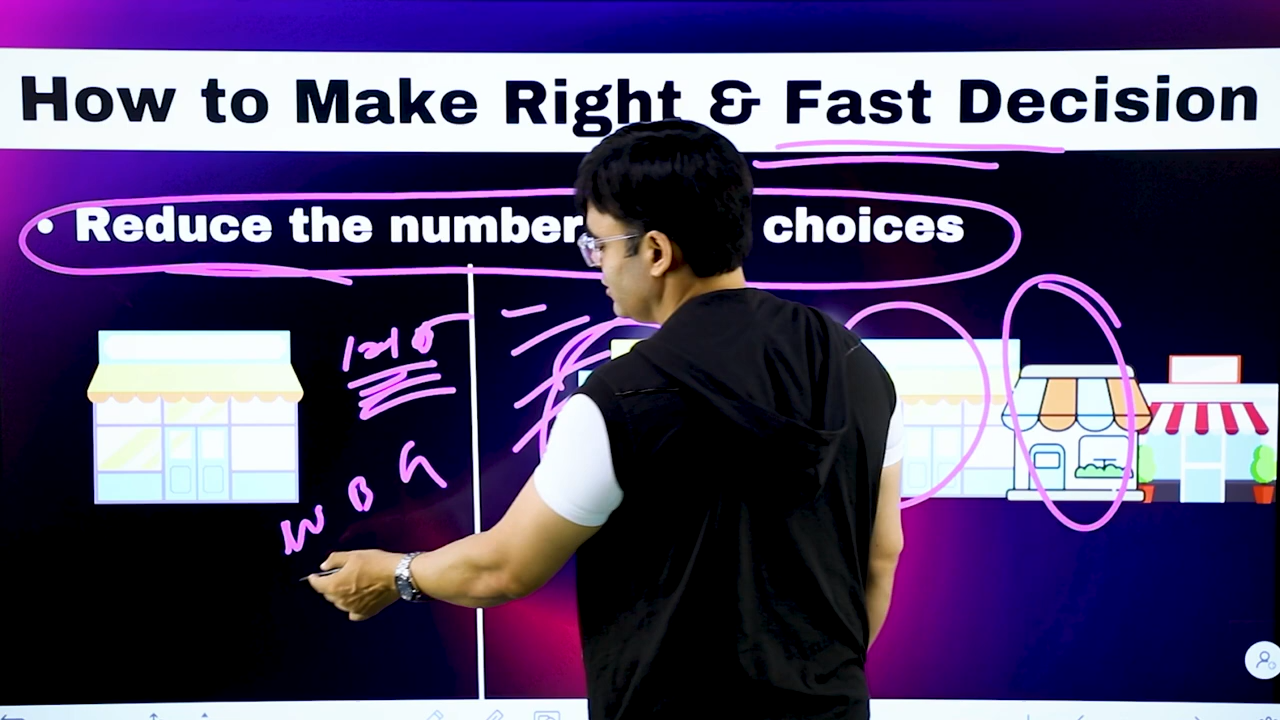 How to Make Right & Fast Decision
• Reduce the number choices
W B G